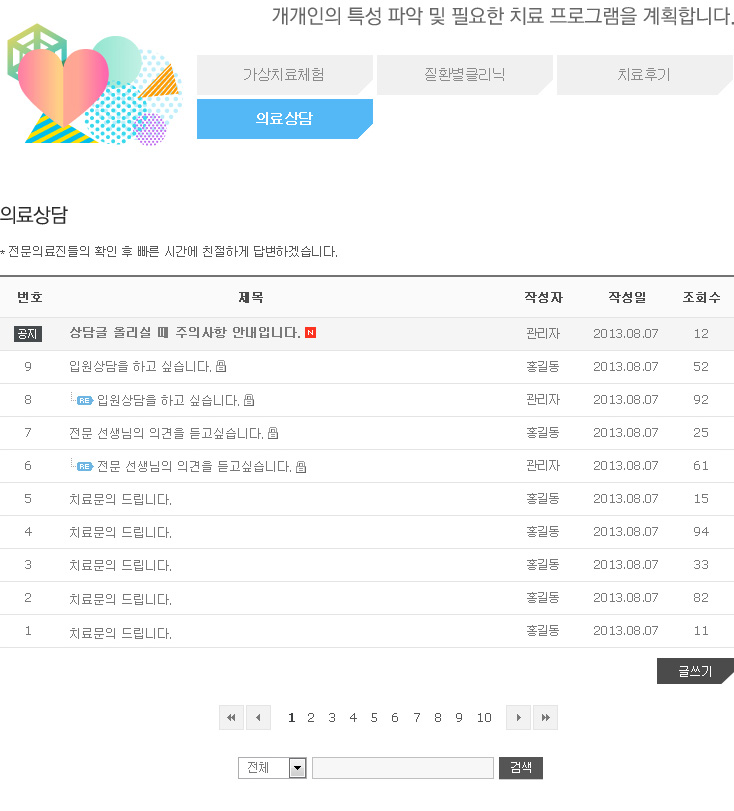 개개인의 특성 파악 및 필요한 치료 프로그램을 계획합니다.
가상치료체험 질환별클리닉 치료후기
의료상담
의료상담
* 전문의료진들의 확인 후 빠른 시간에 친절하게 답변하겠습니다.
번호 제목 작성자 작성일 조회수
공지 상담글 올리실 때 주의사항 안내입니다. N 관리자 2013.08.07 12
9 입원상담을 하고 싶습니다. 홍길동 2013.08.07 52
8 RE 입원상담을 하고 싶습니다. 관리자 2013.08.07 92
7 전문 선생님의 의견을 듣고싶습니다. 홍길동 2013.08.07 25
6 RE 전문 선생님의 의견을 듣고싶습니다. 관리자 2013.08.07 61
5 치료문의 드립니다. 홍길동 2013.08.07 15
4 치료문의 드립니다. 홍길동 2013.08.07 94
3 치료문의 드립니다. 홍길동 2013.08.07 33
2 치료문의 드립니다. 홍길동 2013.08.07 82
1 치료문의 드립니다. 홍길동 2013.08.07 11
글쓰기
1 2 3 4 5 6 7 8 9 10
전체 검색